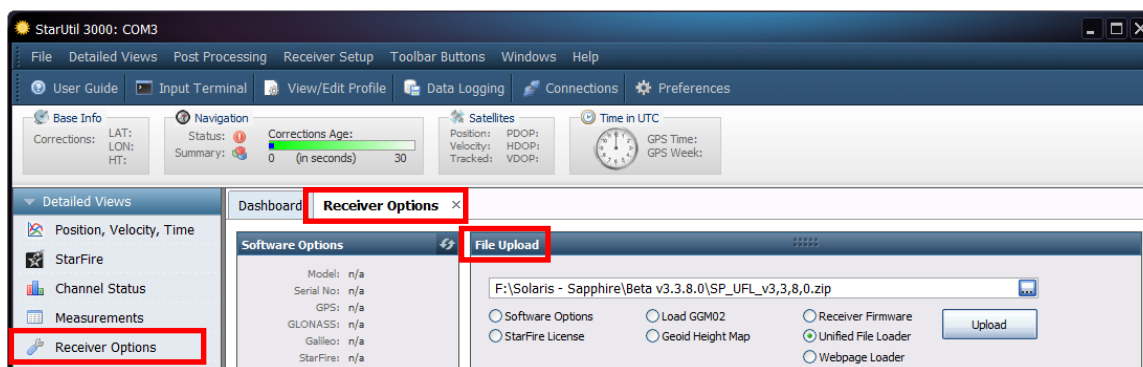 StarUtil 3000: COM3
File Detailed Views Post Processing Receiver Setup Toolbar Buttons Windows Help
User Guide Input Terminal View/Edit Profile Data Logging Connections Preferences
Base Info
Corrections: LAT:
LON:
HT:
Navigation
Status:
Summary:
Corrections Age:
0 (in seconds) 30
Satellites
Position: PDOP:
Velocity: HDOP:
Tracked: VDOP:
Time in UTC
GPS Time:
GPS Week:
Detailed Views
Position, Velocity, Time
StarFire
Channel Status
Measurements
Receiver Options
Dashboard Receiver Options ×
Software Options
Model: n/a
Serial No: n/a
GPS: n/a
GLONASS: n/a
Galileo: n/a
StarFire: n/a
File Upload
F:\Solaris - Sapphire\Beta v3.3.8.0\SP_UFL_v3,3,8,0.zip
Software Options Load GGM02 Receiver Firmware
StarFire License Geoid Height Map Unified File Loader
Webpage Loader
Upload